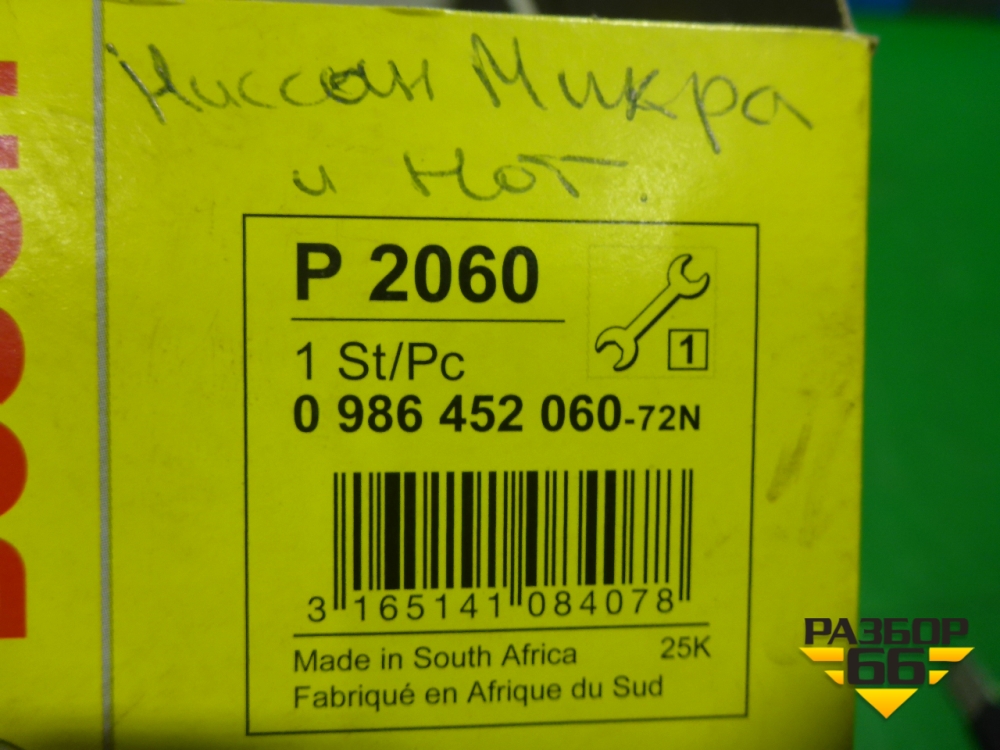 Ниссан Микра
и Нот.
P 2060
1
1 St/Pc
0 986 452 060-72N
3 165141 084078
Made in South Africa 25K
Fabriqué en Afrique du Sud
РАЗБОР
66